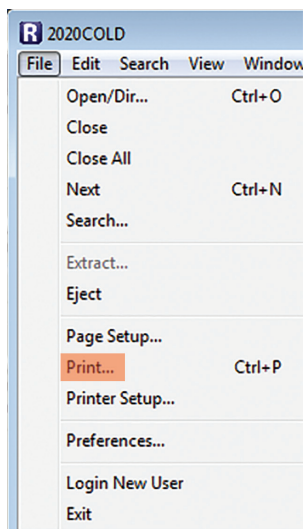 R 2020COLD
File Edit Search View Window
Open/Dir... Ctrl+O
Close
Close All
Next Ctrl+N
Search...
Extract...
Eject
Page Setup...
Print... Ctrl+P
Printer Setup...
Preferences...
Login New User
Exit